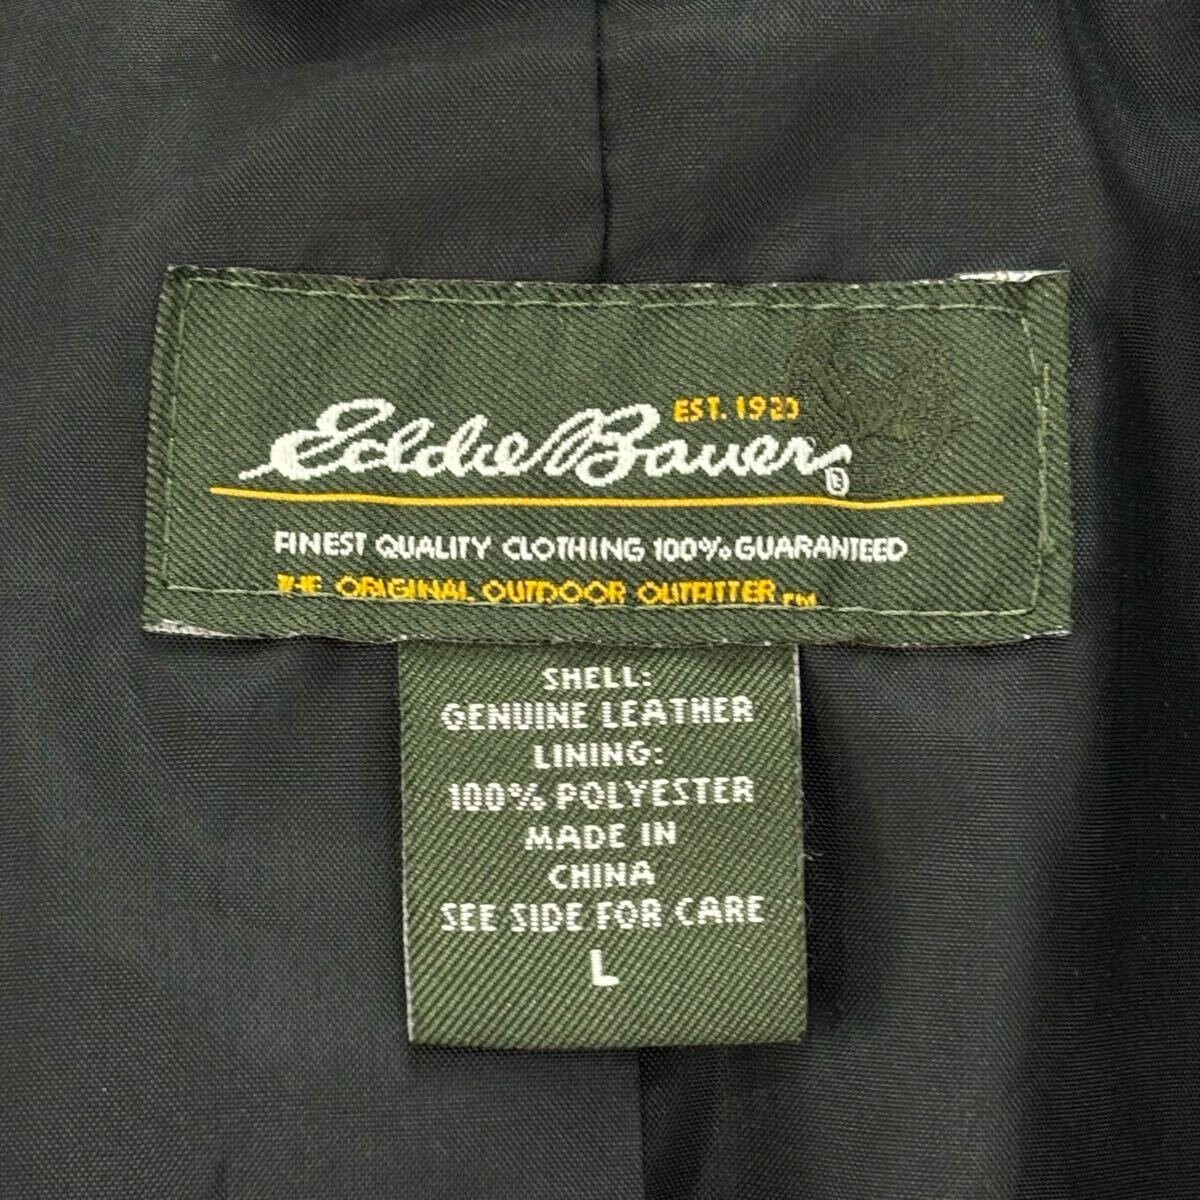 EST. 1920
Eddie Bauer®
FINEST QUALITY CLOTHING 100% GUARANTEED
THE ORIGINAL OUTDOOR OUTFITTER™
SHELL:
GENUINE LEATHER
LINING:
100% POLYESTER
MADE IN
CHINA
SEE SIDE FOR CARE
L